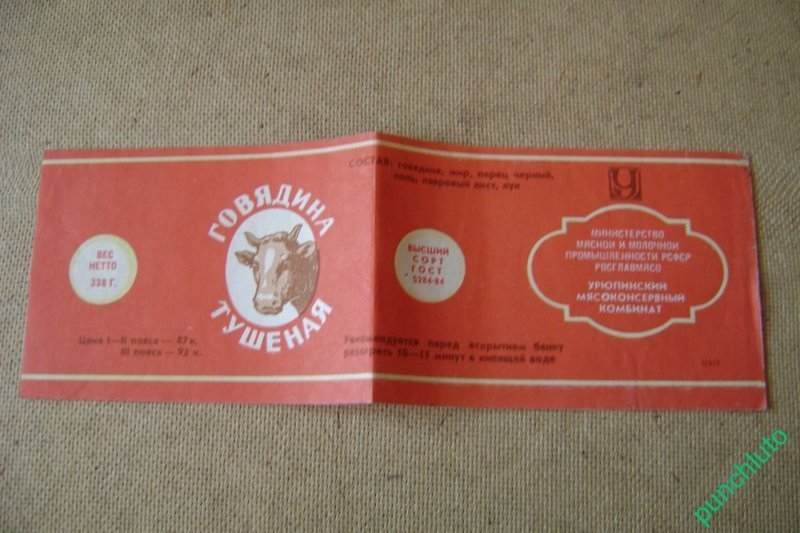 ВЕС
НЕТТО
338 Г.
ГОВЯДИНА
ТУШЕНАЯ
Цена I—II пояса — 87 к.
III пояса — 92 к.
СОСТАВ: говядина, жир, перец черный,
соль, лавровый лист, лук
ВЫСШИЙ
СОРТ
ГОСТ
5284-84
Рекомендуется перед вскрытием банку
разогреть 10—15 минут в кипящей воде
У
МИНИСТЕРСТВО
МЯСНОЙ И МОЛОЧНОЙ
ПРОМЫШЛЕННОСТИ РСФСР
РОСГЛАВМЯСО
УРЮПИНСКИЙ
МЯСОКОНСЕРВНЫЙ
КОМБИНАТ
punchluto